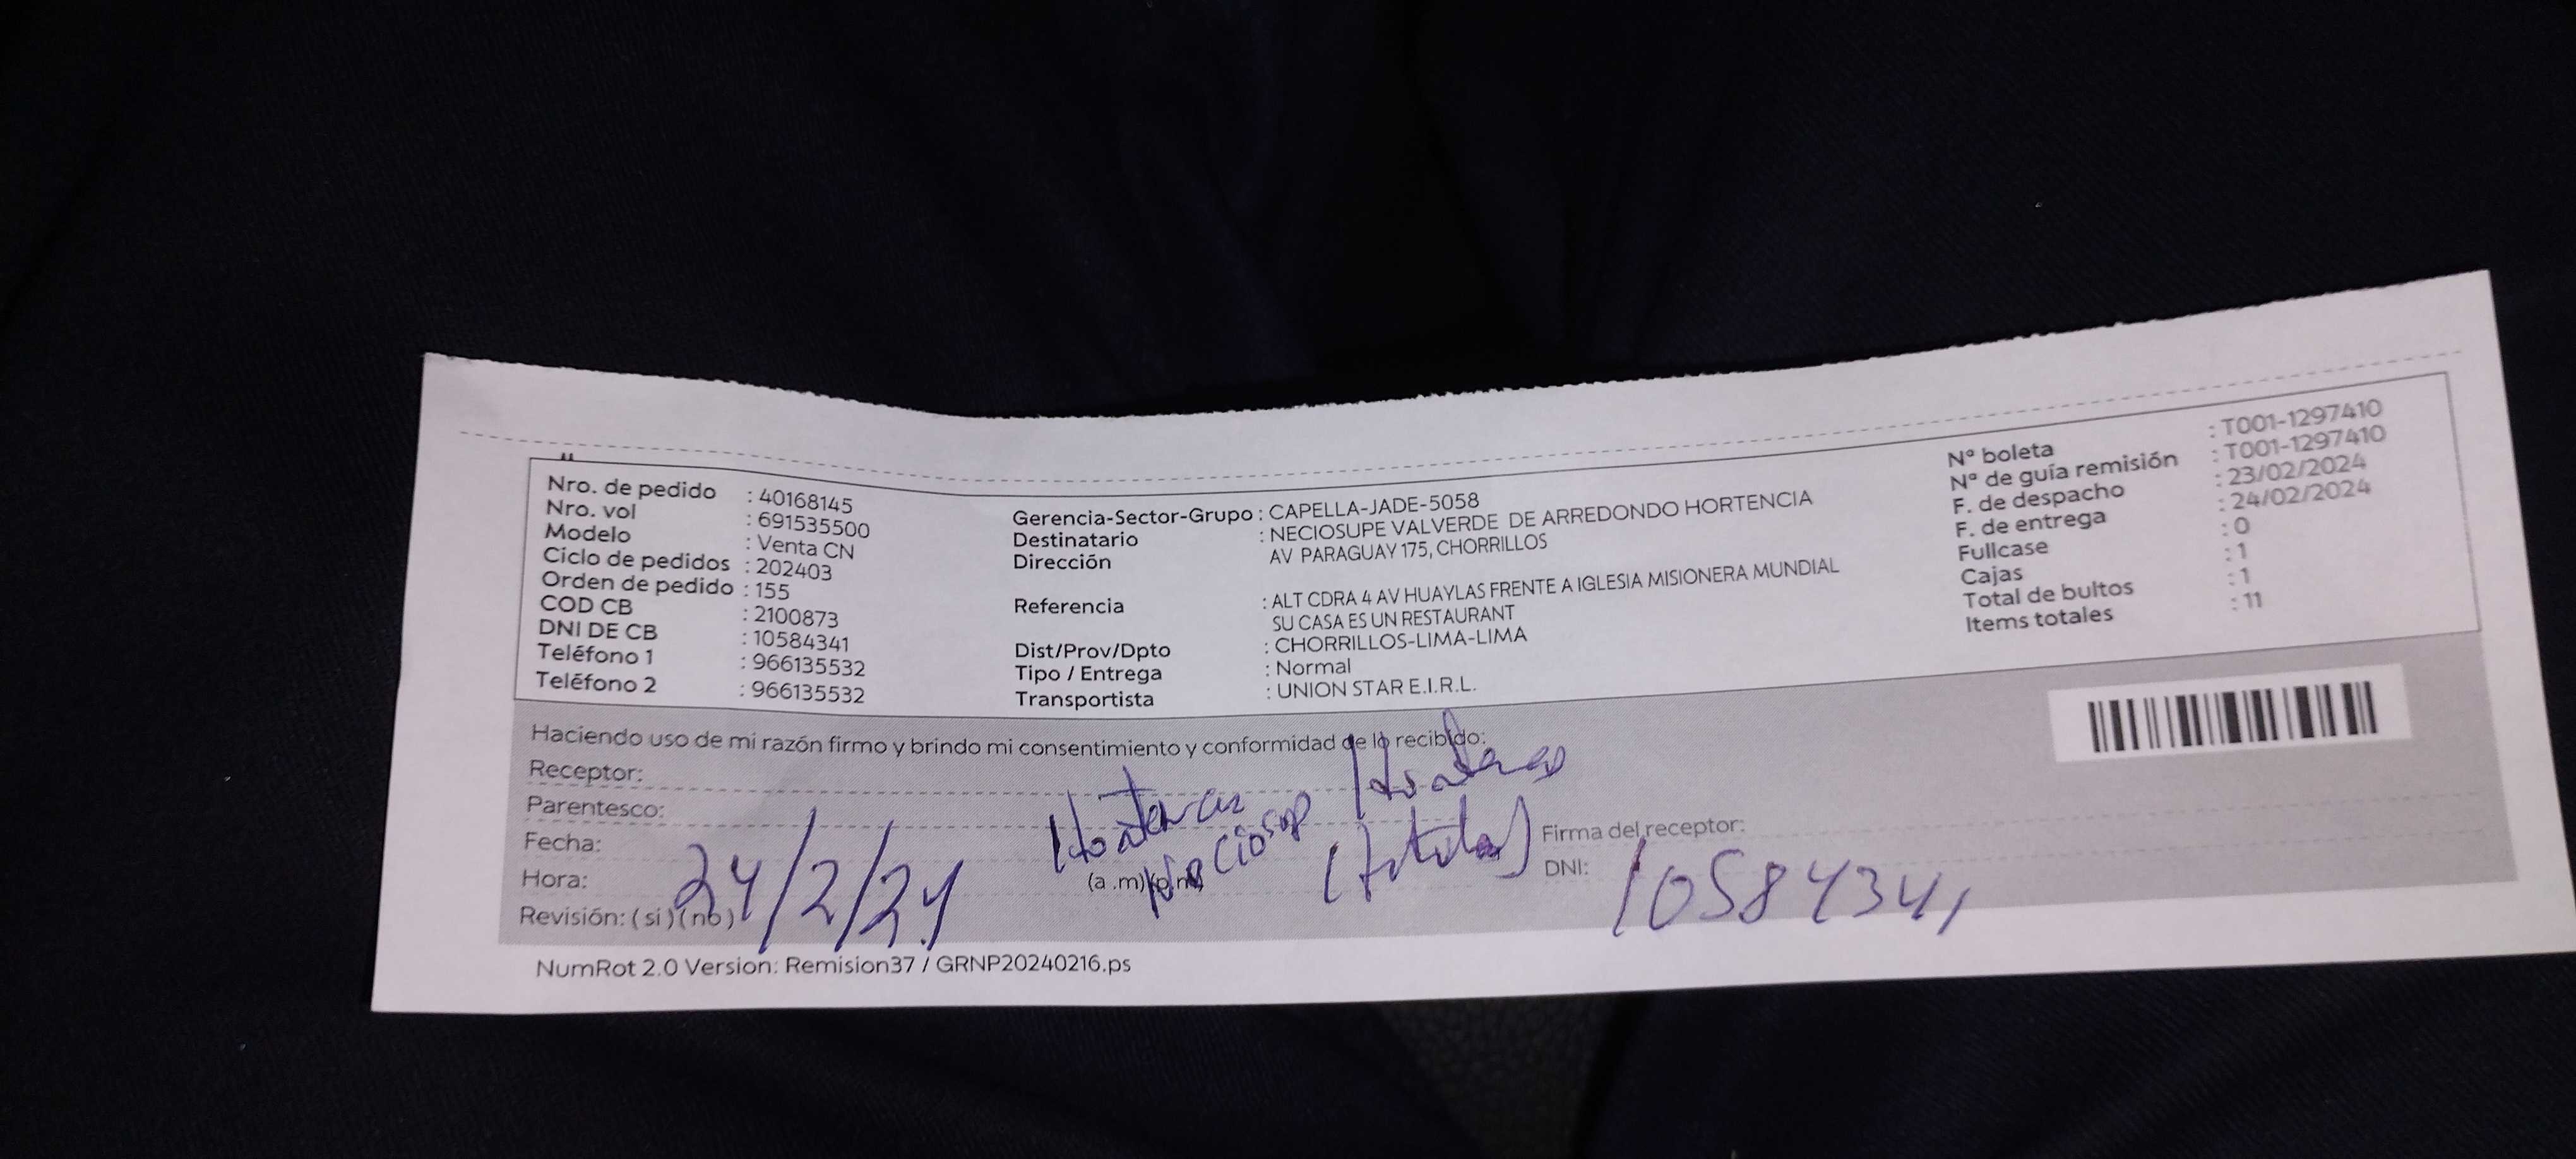 Nro. de pedido : 40168145
Nro. vol : 691535500
Modelo : Venta CN
Ciclo de pedidos : 202403
Orden de pedido : 155
COD CB : 2100873
DNI DE CB : 10584341
Teléfono 1 : 966135532
Teléfono 2 : 966135532
Gerencia-Sector-Grupo : CAPELLA-JADE-5058
Destinatario : NECIOSUPE VALVERDE DE ARREDONDO HORTENCIA
Dirección AV PARAGUAY 175, CHORRILLOS
Referencia : ALT CDRA 4 AV HUAYLAS FRENTE A IGLESIA MISIONERA MUNDIAL
SU CASA ES UN RESTAURANT
Dist/Prov/Dpto : CHORRILLOS-LIMA-LIMA
Tipo / Entrega : Normal
Transportista : UNION STAR E.I.R.L.
Nº boleta : T001-1297410
Nº de guía remisión : T001-1297410
F. de despacho : 23/02/2024
F. de entrega : 24/02/2024
Fullcase : 0
Cajas : 1
Total de bultos : 1
Items totales : 11
Haciendo uso de mi razón firmo y brindo mi consentimiento y conformidad de lo recibido:
Receptor:
Parentesco:
Fecha: 24/2/24
Hora: (a .m)(p.m)
Revisión: (si)(no)
(titular)
Firma del receptor:
DNI: 10584341
NumRot 2.0 Version: Remision37 / GRNP20240216.ps